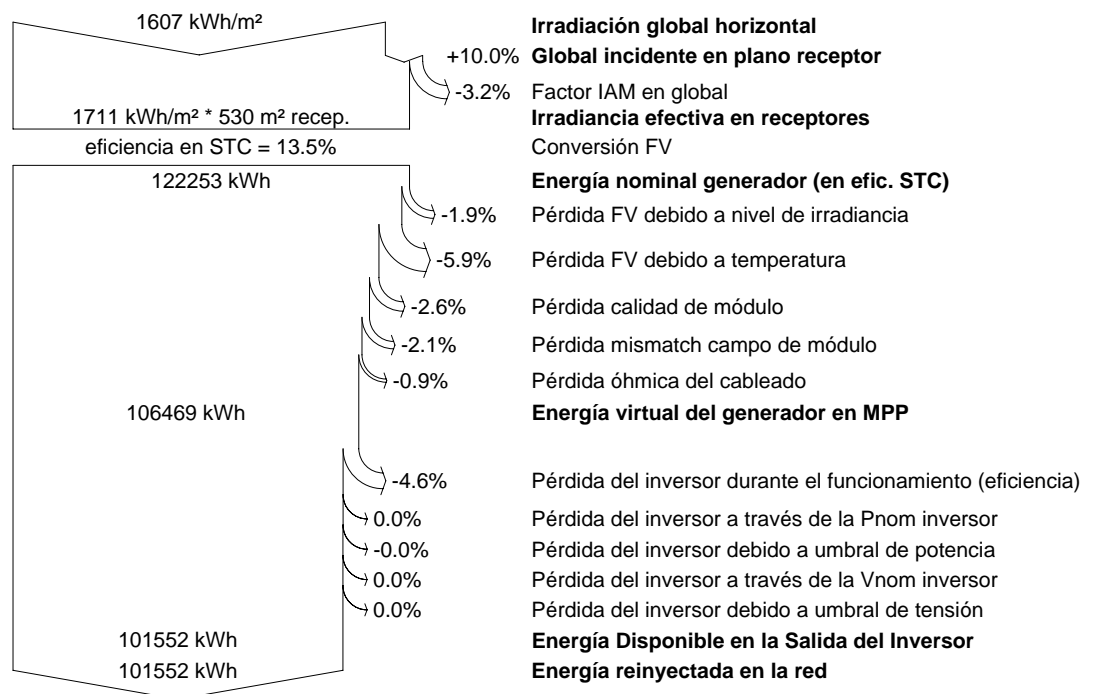 1607 kWh/m² Irradiación global horizontal
+10.0% Global incidente en plano receptor
-3.2% Factor IAM en global
1711 kWh/m² * 530 m² recep. Irradiancia efectiva en receptores
eficiencia en STC = 13.5% Conversión FV
122253 kWh Energía nominal generador (en efic. STC)
-1.9% Pérdida FV debido a nivel de irradiancia
-5.9% Pérdida FV debido a temperatura
-2.6% Pérdida calidad de módulo
-2.1% Pérdida mismatch campo de módulo
-0.9% Pérdida óhmica del cableado
106469 kWh Energía virtual del generador en MPP
-4.6% Pérdida del inversor durante el funcionamiento (eficiencia)
0.0% Pérdida del inversor a través de la Pnom inversor
-0.0% Pérdida del inversor debido a umbral de potencia
0.0% Pérdida del inversor a través de la Vnom inversor
0.0% Pérdida del inversor debido a umbral de tensión
101552 kWh Energía Disponible en la Salida del Inversor
101552 kWh Energía reinyectada en la red